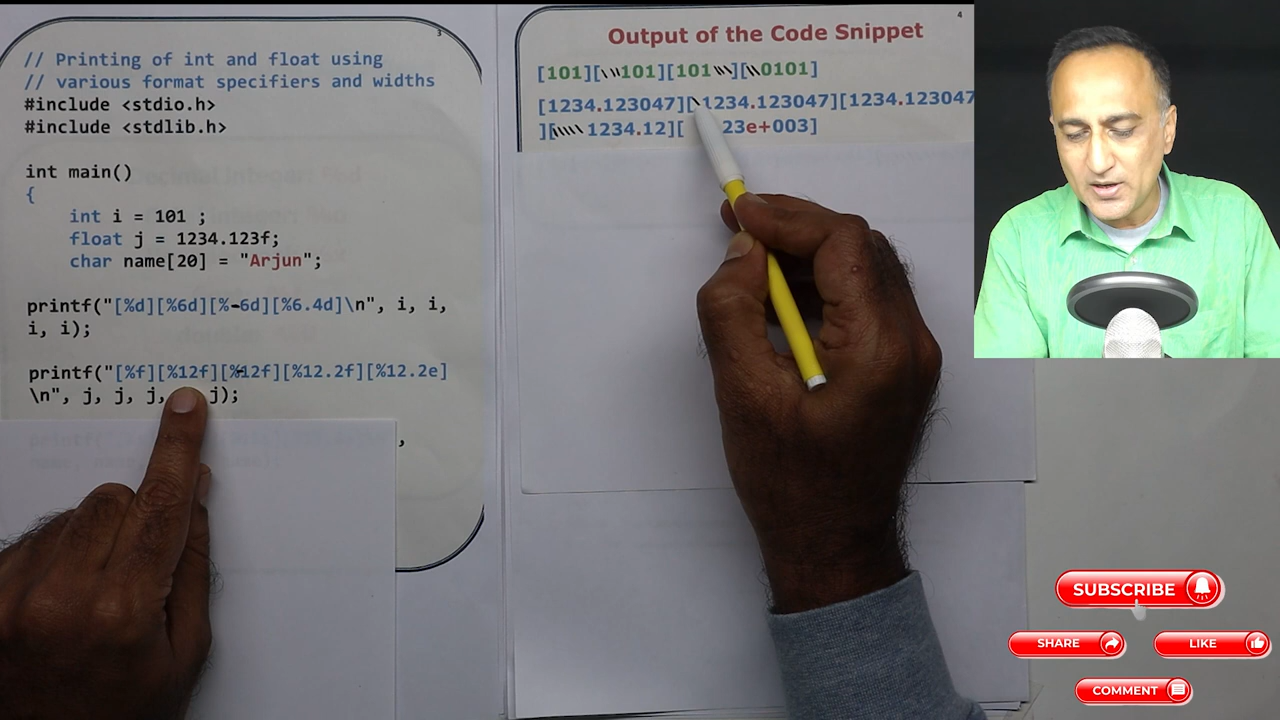 3
// Printing of int and float using
// various format specifiers and widths
#include <stdio.h>
#include <stdlib.h>
int main()
{
int i = 101 ;
float j = 1234.123f;
char name[20] = "Arjun";
printf("[%d][%6d][%-6d][%6.4d]\n", i, i,
i, i);
printf("[%f][%12f][%-12f][%12.2f][%12.2e]
\n", j, j, j, j);
4
Output of the Code Snippet
[101][\\\101][101\\\][\\0101]
[1234.123047][\1234.123047][1234.123047
][\\\\\1234.12][ 23e+003]
SUBSCRIBE
SHARE
LIKE
COMMENT